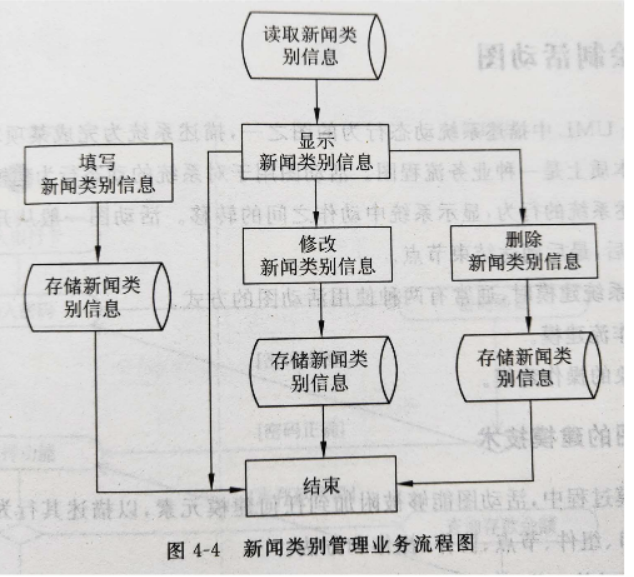 读取新闻类
别信息
显示
新闻类别信息
填写
新闻类别信息
修改
新闻类别信息
删除
新闻类别信息
存储新闻类
别信息
存储新闻类
别信息
存储新闻类
别信息
结束
图 4-4 新闻类别管理业务流程图